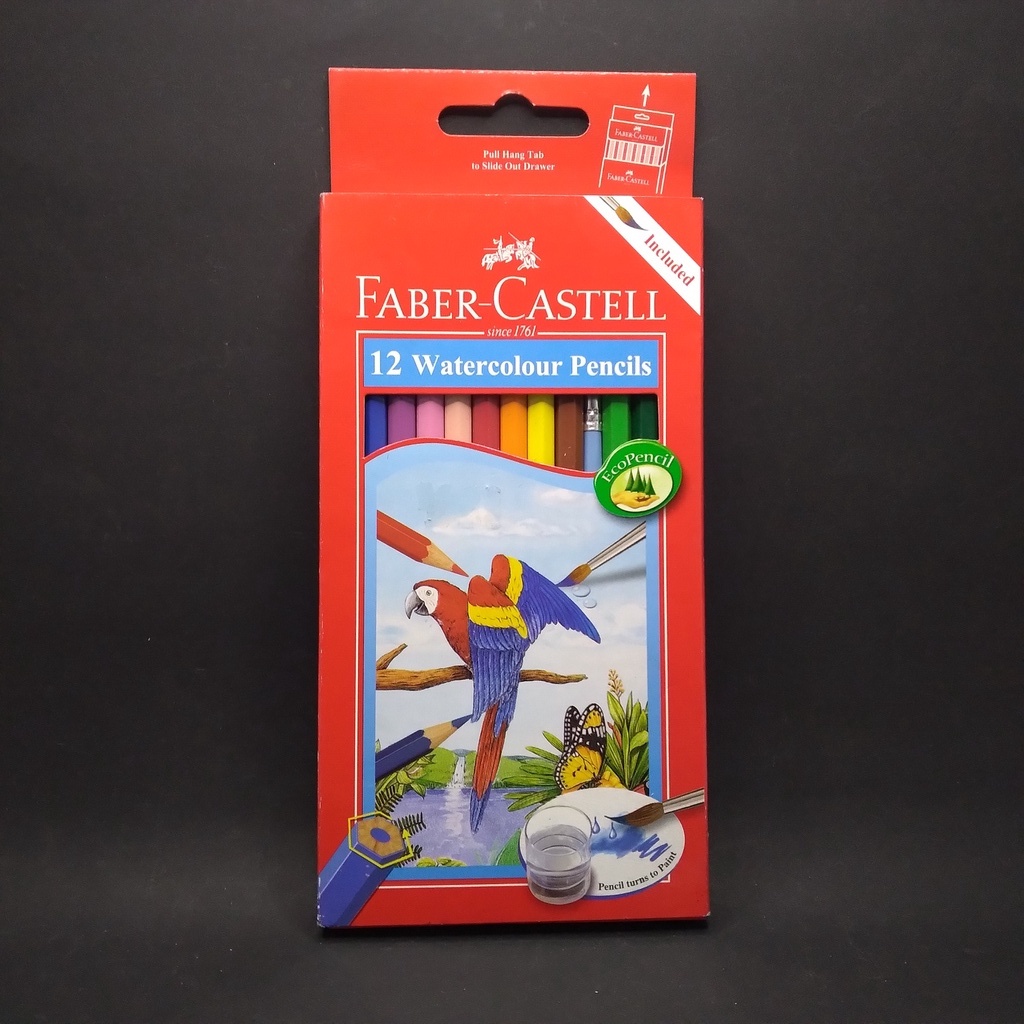 Pull Hang Tab
to Slide Out Drawer
FABER-CASTELL
FABER-CASTELL
Included
FABER-CASTELL
since 1761
12 Watercolour Pencils
EcoPencil
Pencil turns to Paint